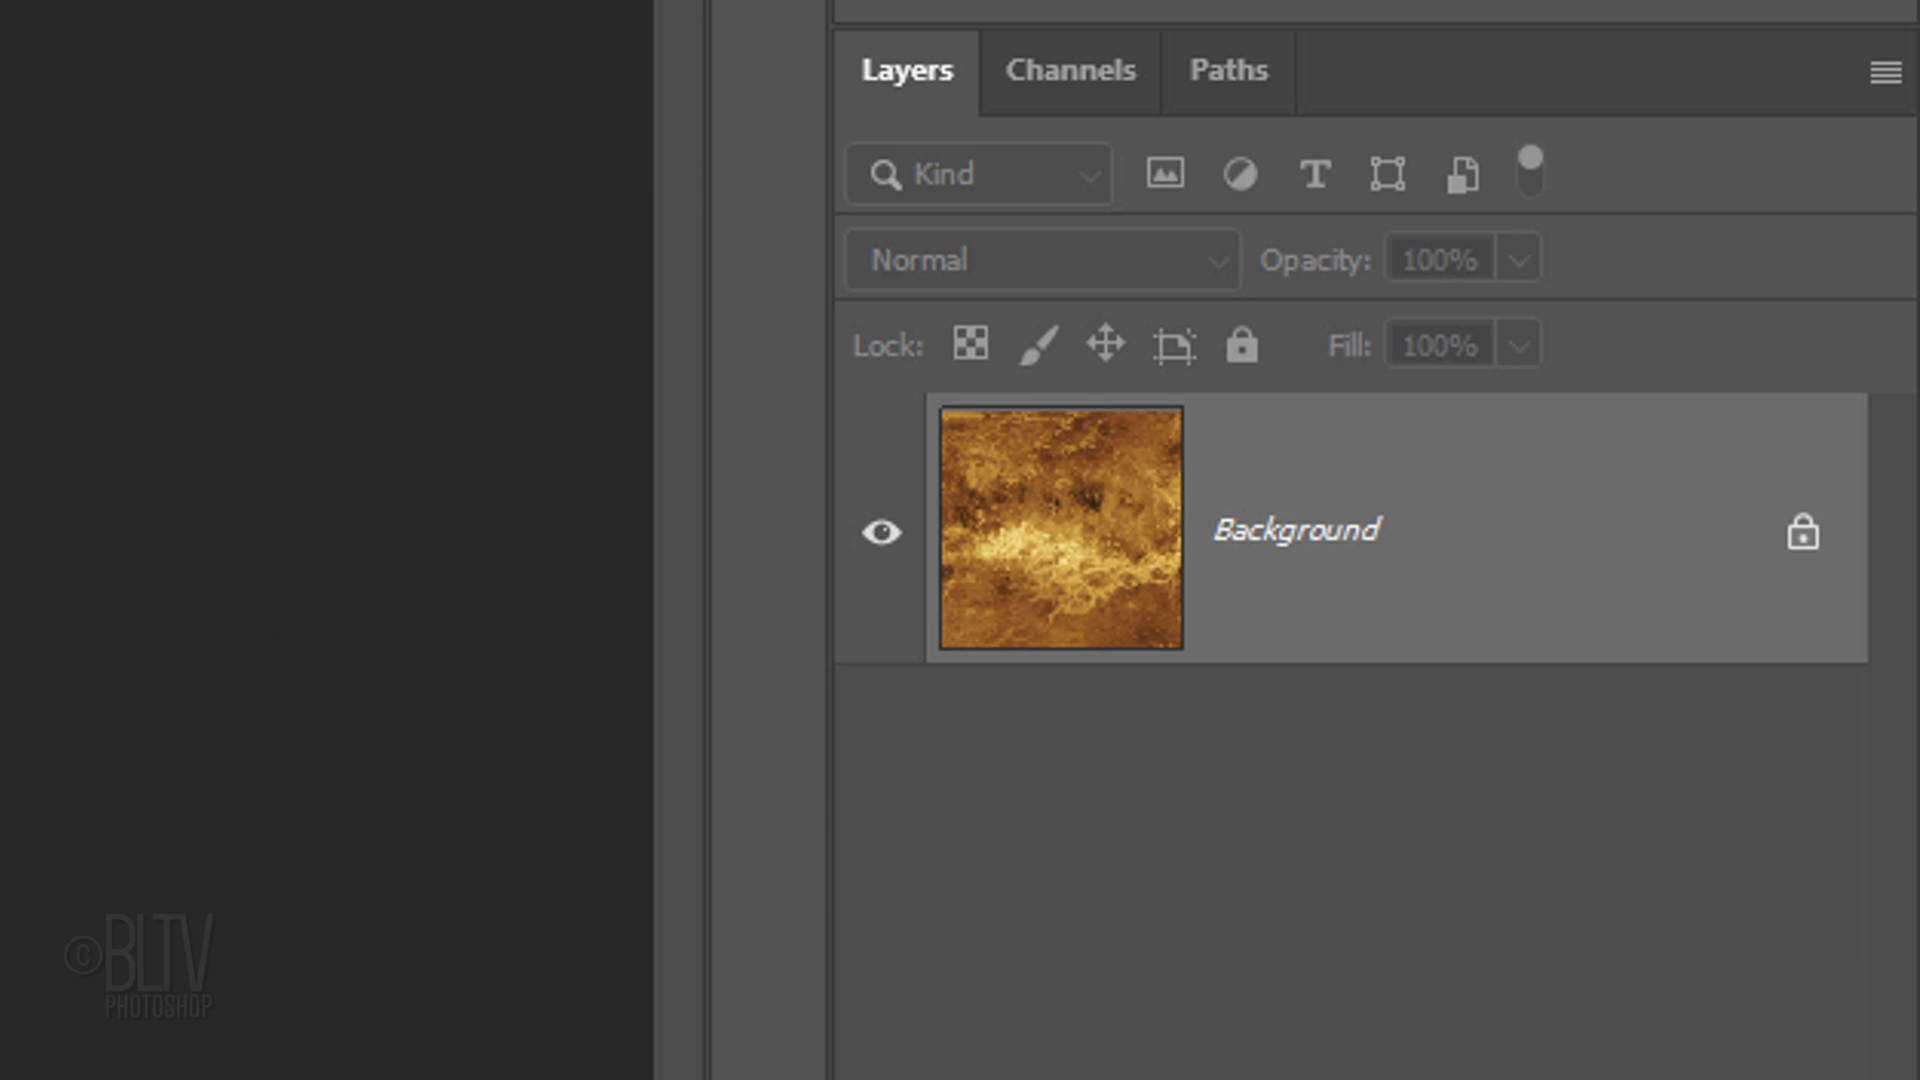 Layers Channels Paths
Kind
Normal Opacity: 100%
Lock: Fill: 100%
Background
©BLTV
PHOTOSHOP